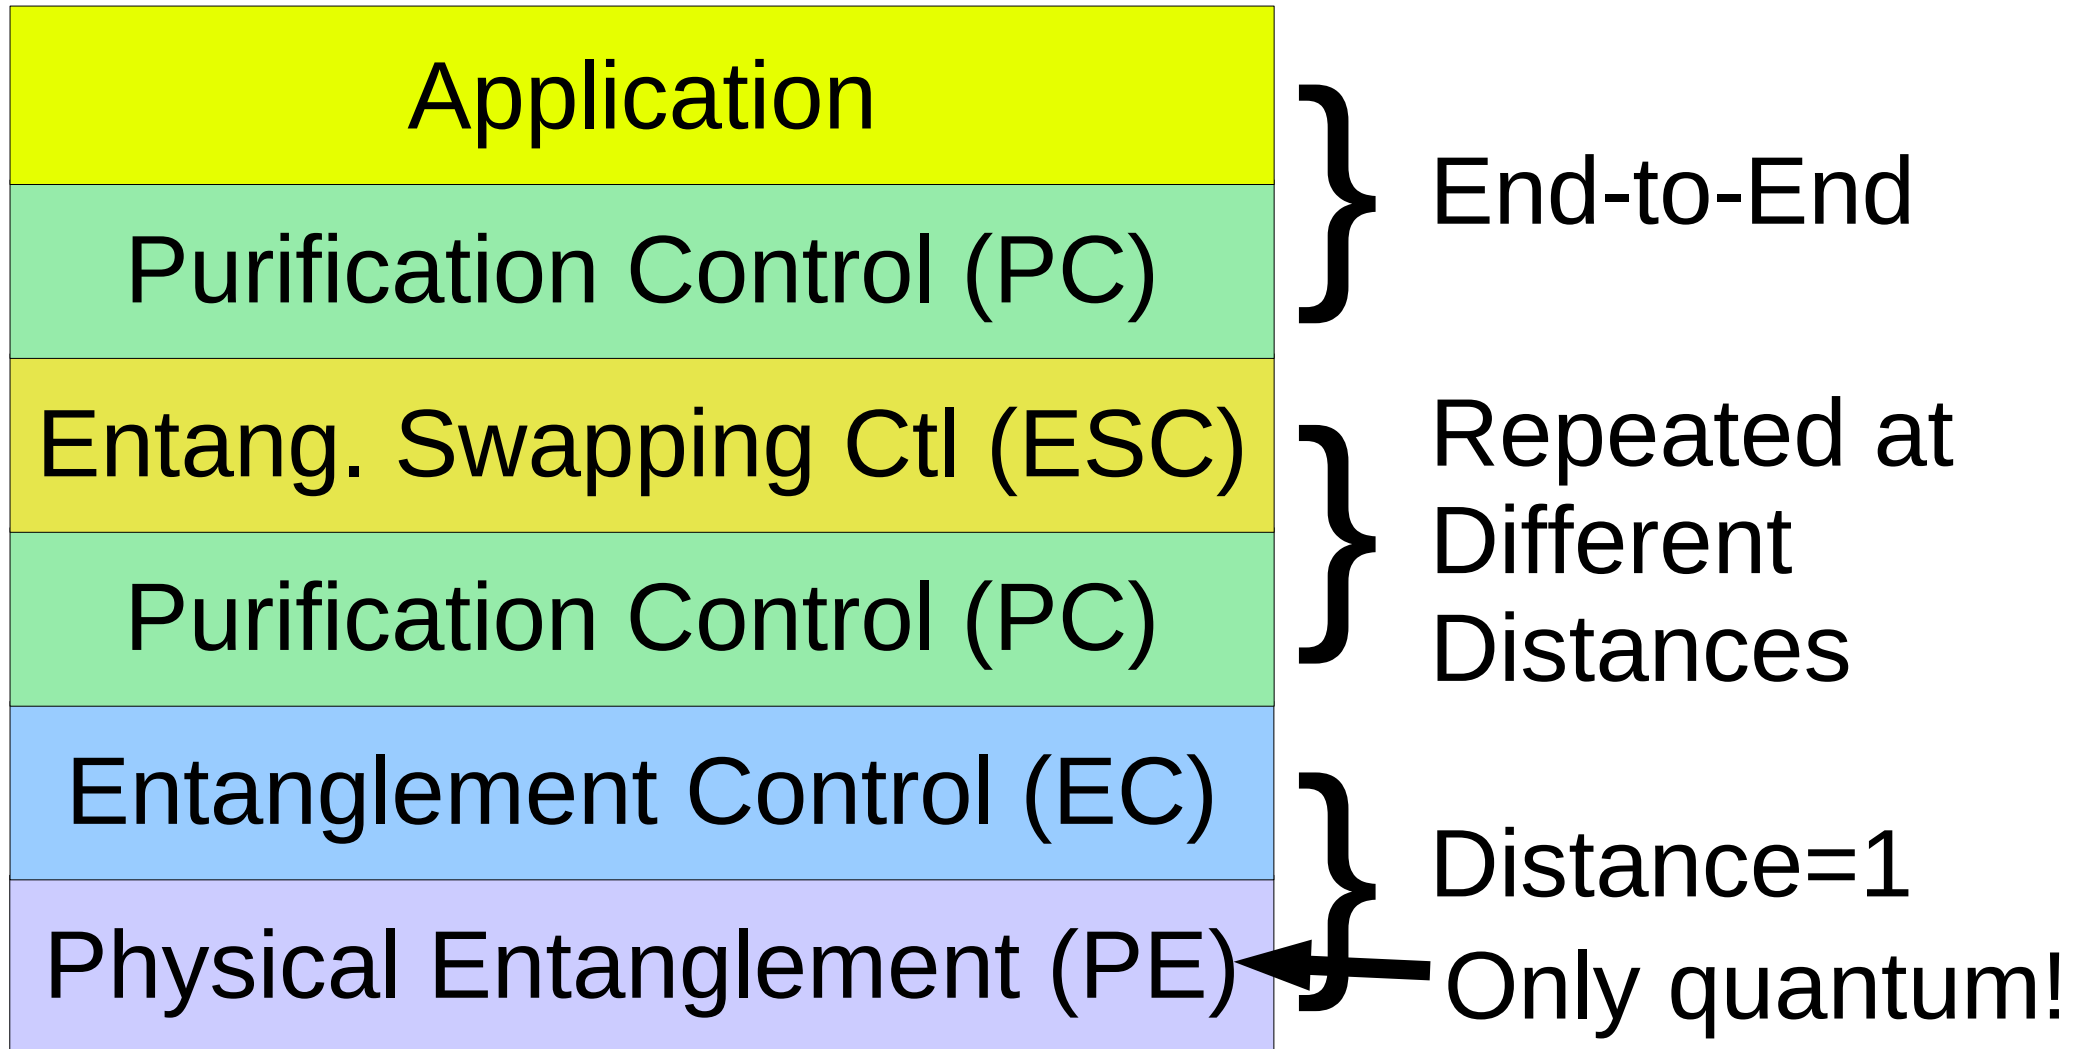 Application
Purification Control (PC)
Entang. Swapping Ctl (ESC)
Purification Control (PC)
Entanglement Control (EC)
Physical Entanglement (PE)
End-to-End
Repeated at
Different
Distances
Distance=1
Only quantum!